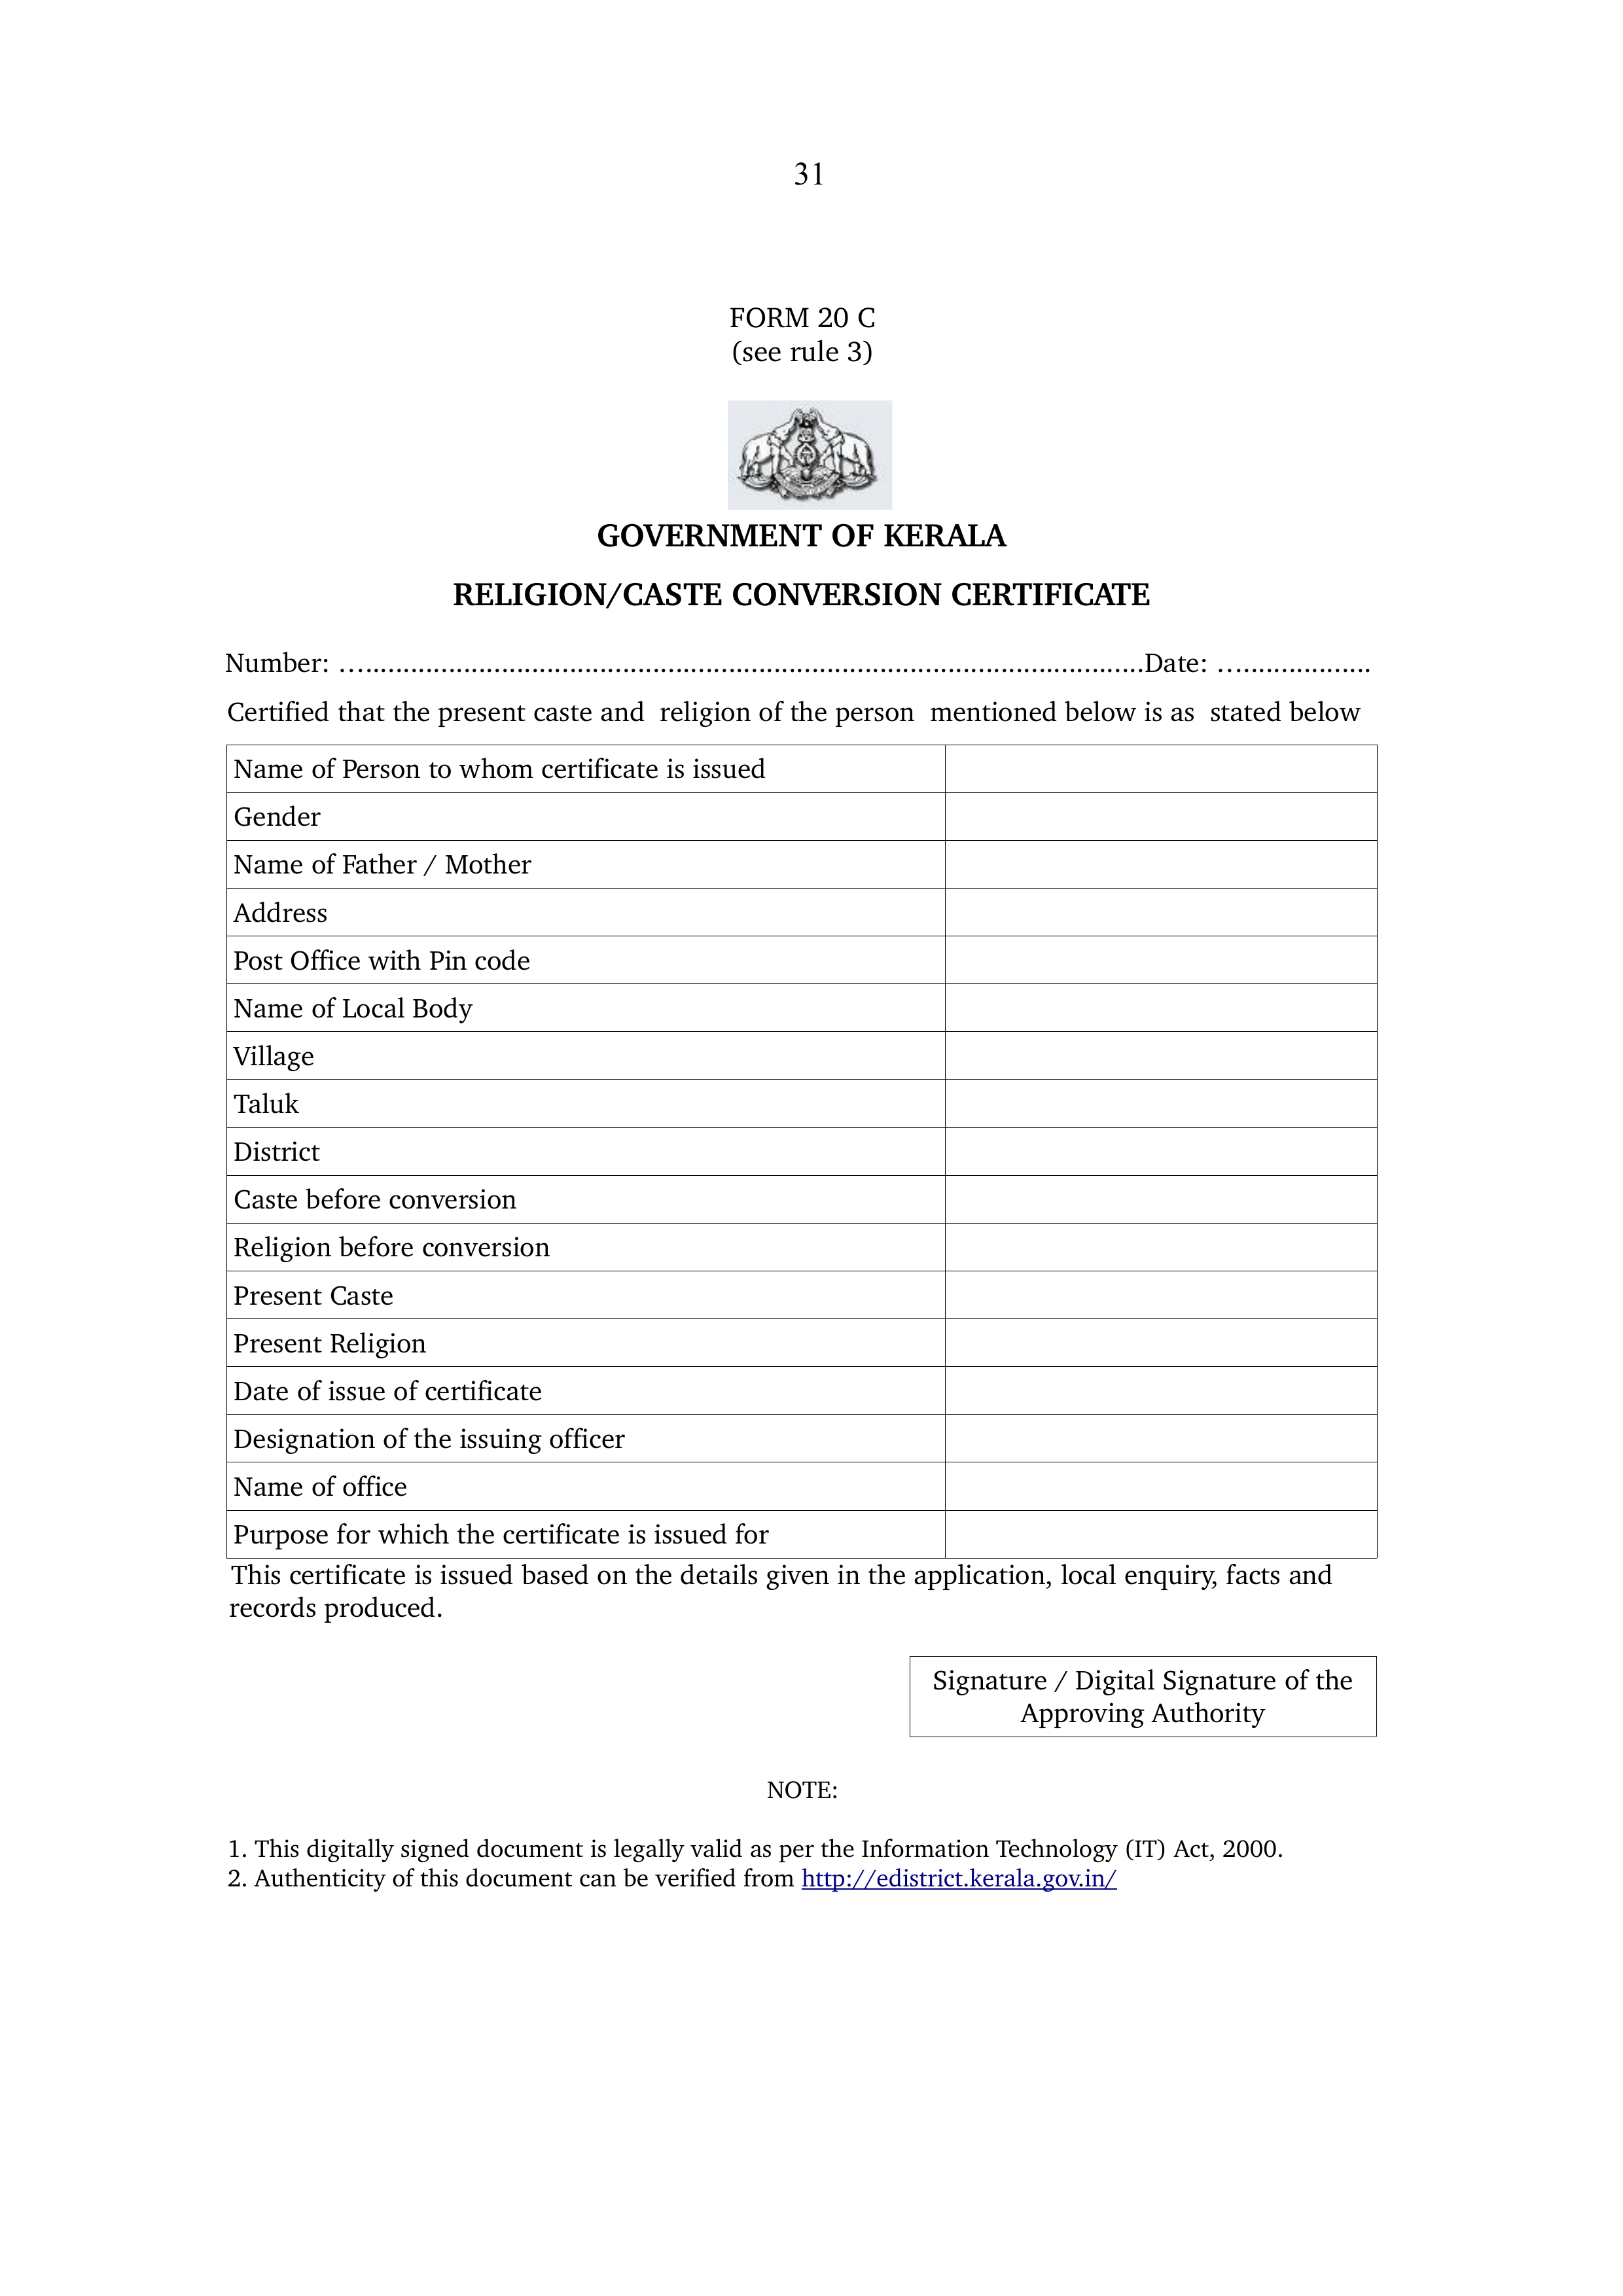 31
FORM 20 C
(see rule 3)
GOVERNMENT OF KERALA
RELIGION/CASTE CONVERSION CERTIFICATE
Number: …......................................................................................................Date: ….................
Certified that the present caste and  religion of the person  mentioned below is as  stated below
Name of Person to whom certificate is issued
Gender
Name of Father / Mother
Address
Post Office with Pin code
Name of Local Body
Village
Taluk
District
Caste before conversion
Religion before conversion
Present Caste
Present Religion
Date of issue of certificate
Designation of the issuing officer
Name of office
Purpose for which the certificate is issued for
This certificate is issued based on the details given in the application, local enquiry, facts and
records produced.
Signature / Digital Signature of the
Approving Authority
NOTE:
1. This digitally signed document is legally valid as per the Information Technology (IT) Act, 2000.
2. Authenticity of this document can be verified from http://edistrict.kerala.gov.in/